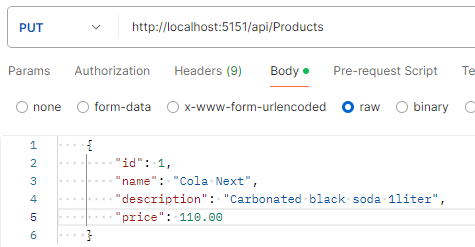 PUT http://localhost:5151/api/Products
Params Authorization Headers (9) Body Pre-request Script Te
none form-data x-www-form-urlencoded raw binary
1 {
2 "id": 1,
3 "name": "Cola Next",
4 "description": "Carbonated black soda 1liter",
5 "price": 110.00
6 }